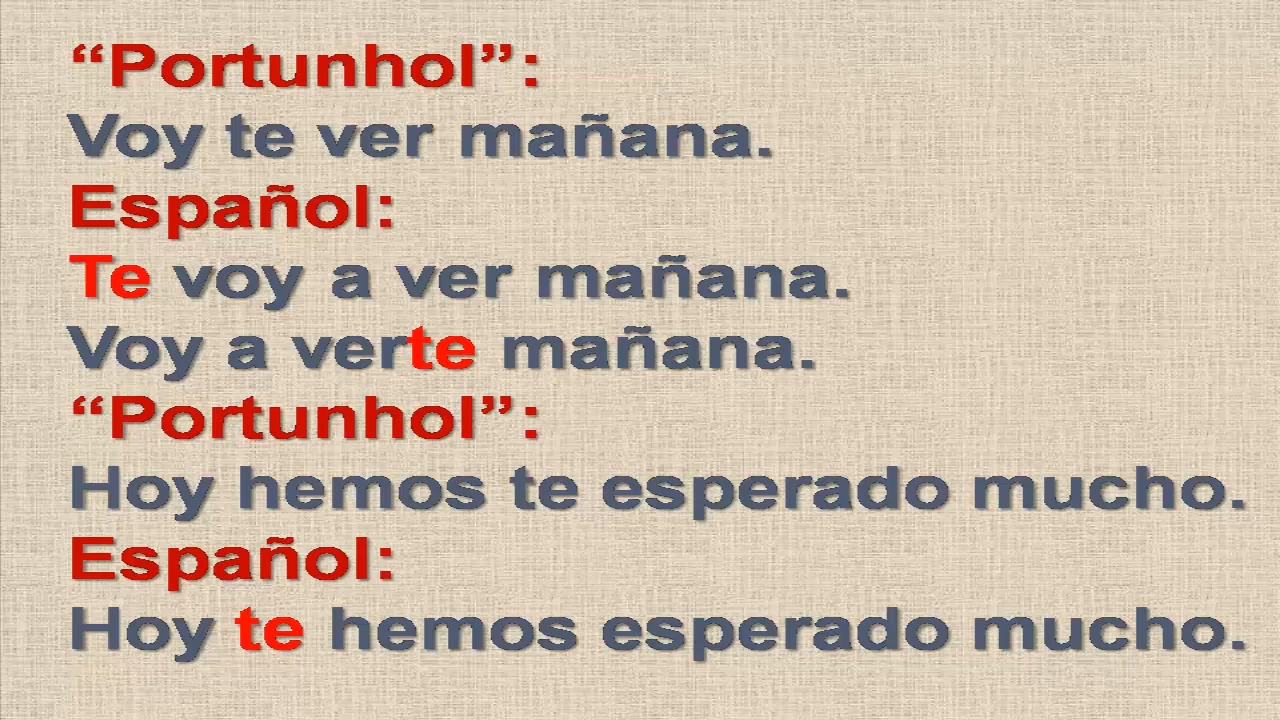 “Portunhol”:
Voy te ver mañana.
Español:
Te voy a ver mañana.
Voy a verte mañana.
“Portunhol”:
Hoy hemos te esperado mucho.
Español:
Hoy te hemos esperado mucho.